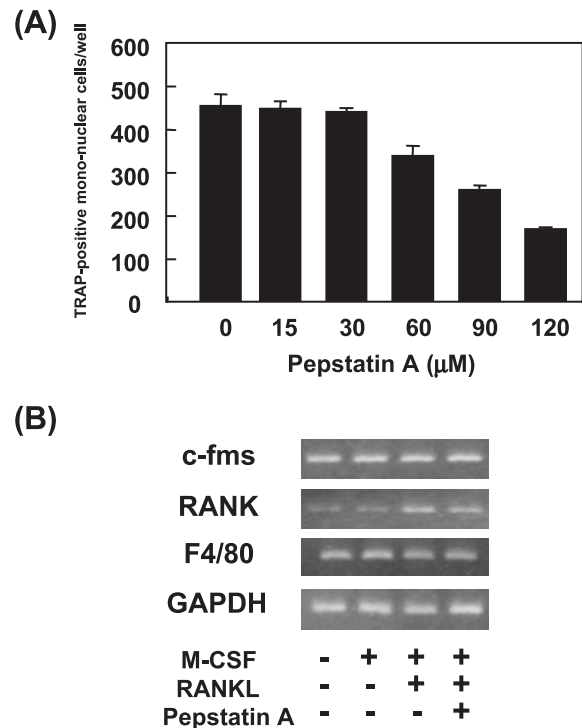 (A)
TRAP-positive mono-nuclear cells/well
600
500
400
300
200
100
0
0 15 30 60 90 120
Pepstatin A (μM)
(B)
c-fms
RANK
F4/80
GAPDH
M-CSF - + + +
RANKL - - + +
Pepstatin A - - - +